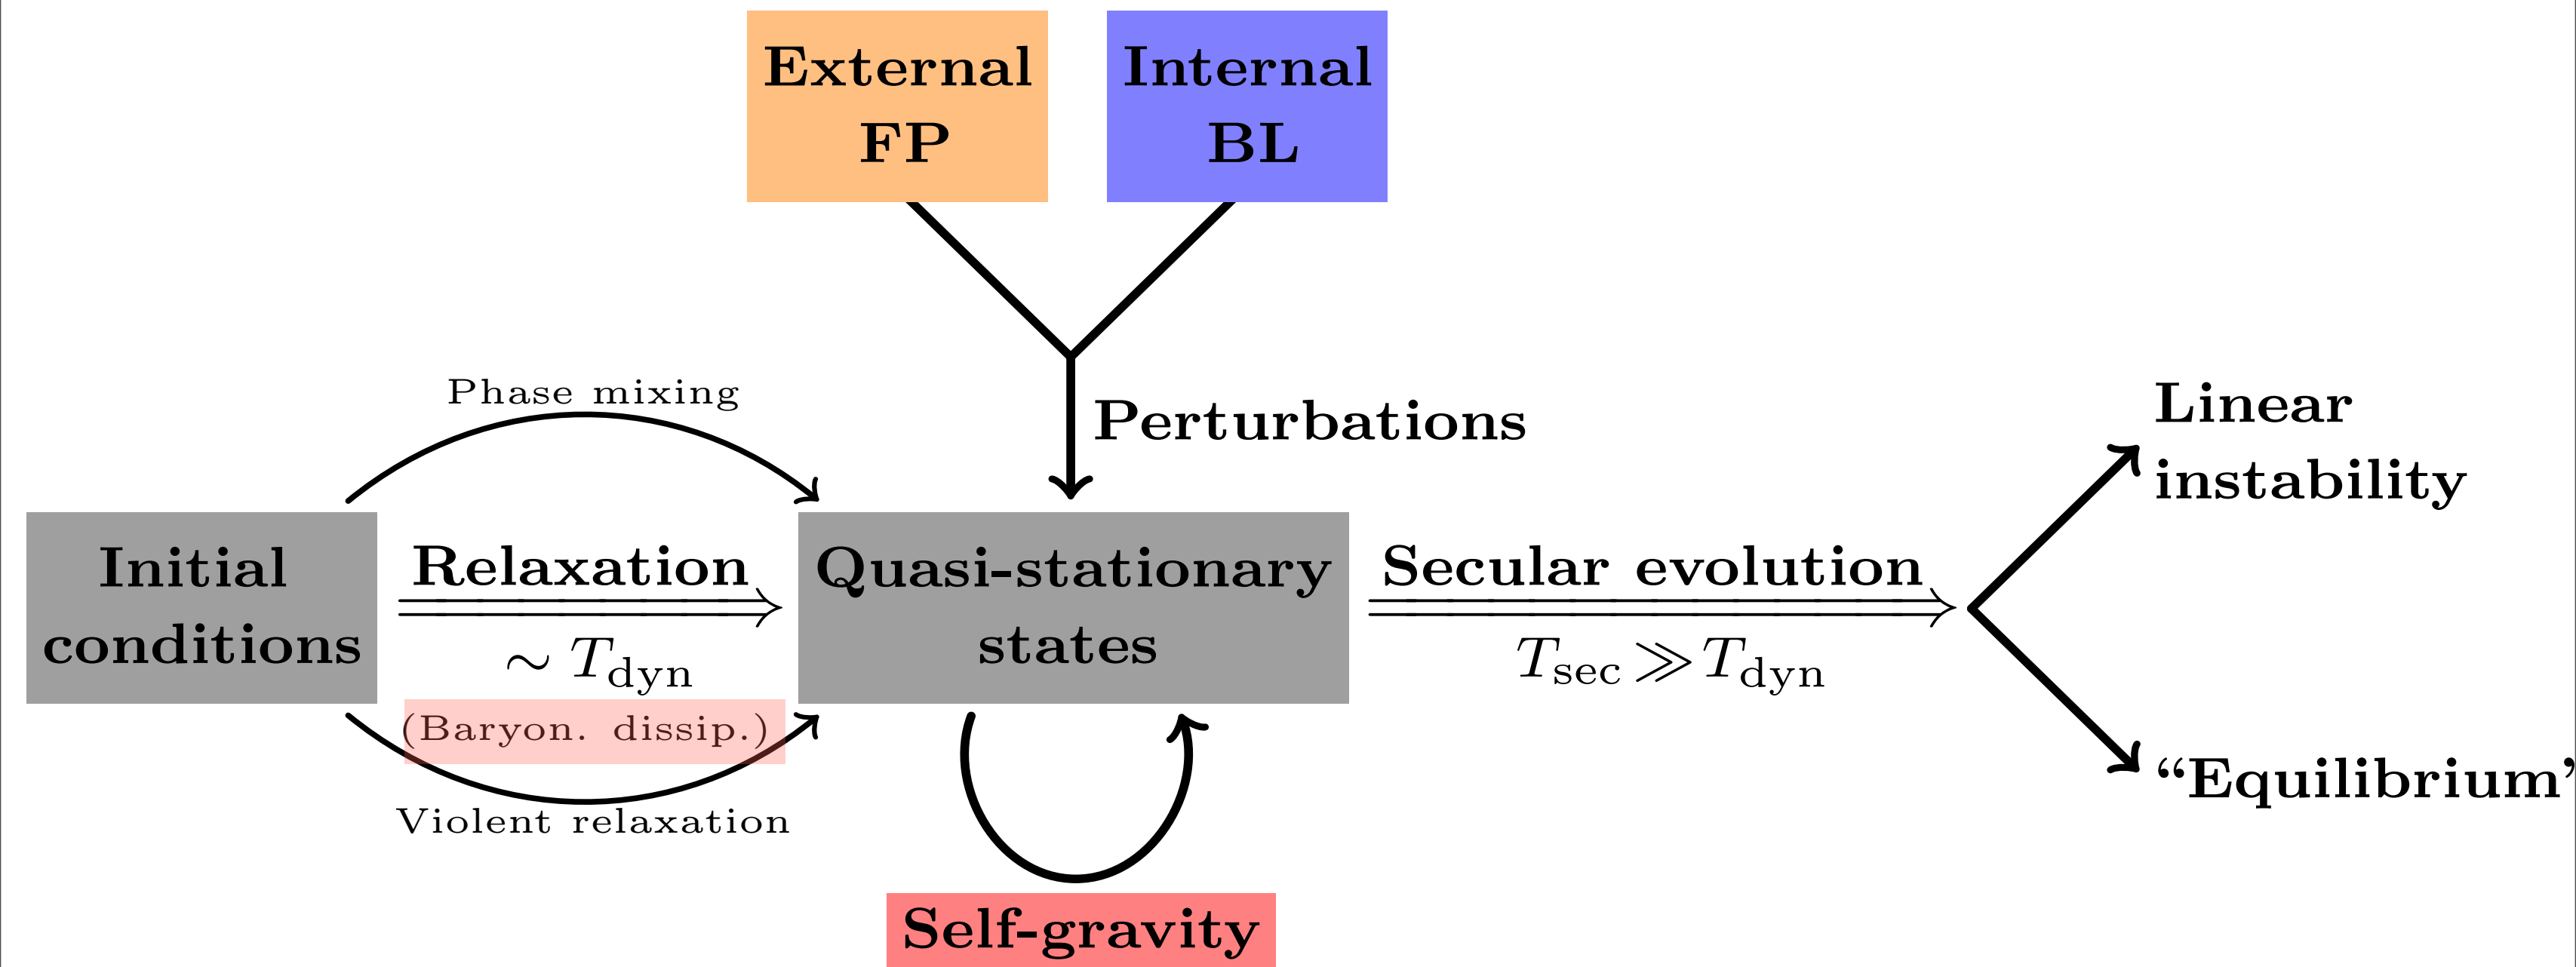 External
FP
Internal
BL
Perturbations
Phase mixing
Initial
conditions
Relaxation
∼ T_dyn
(Baryon. dissip.)
Violent relaxation
Quasi-stationary
states
Self-gravity
Secular evolution
T_sec ≫ T_dyn
Linear
instability
“Equilibrium”